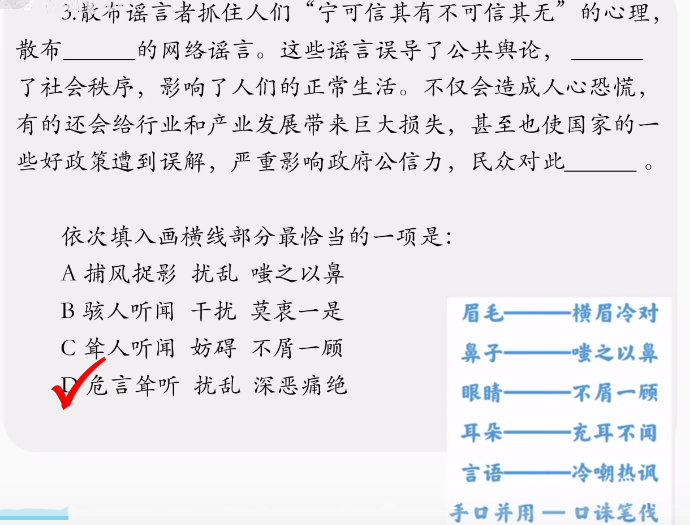 3.散布谣言者抓住人们“宁可信其有不可信其无”的心理，
散布______的网络谣言。这些谣言误导了公共舆论，______
了社会秩序，影响了人们的正常生活。不仅会造成人心恐慌，
有的还会给行业和产业发展带来巨大损失，甚至也使国家的一
些好政策遭到误解，严重影响政府公信力，民众对此______。
依次填入画横线部分最恰当的一项是：
A 捕风捉影 扰乱 嗤之以鼻
B 骇人听闻 干扰 莫衷一是
C 耸人听闻 妨碍 不屑一顾
D 危言耸听 扰乱 深恶痛绝
眉毛———横眉冷对
鼻子———嗤之以鼻
眼睛———不屑一顾
耳朵———充耳不闻
言语———冷嘲热讽
手口并用—口诛笔伐